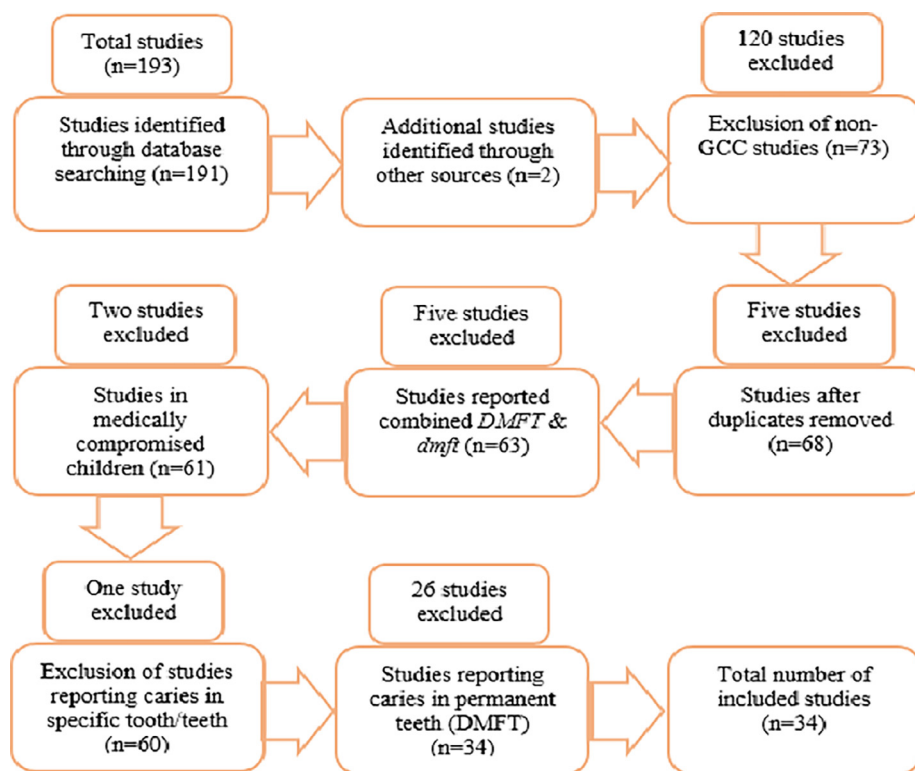 Total studies
(n=193)
Studies identified
through database
searching (n=191)
Additional studies
identified through
other sources (n=2)
120 studies
excluded
Exclusion of non-
GCC studies (n=73)
Five studies
excluded
Studies after
duplicates removed
(n=68)
Five studies
excluded
Studies reported
combined DMFT &
dmft (n=63)
Two studies
excluded
Studies in
medically
compromised
children (n=61)
One study
excluded
Exclusion of studies
reporting caries in
specific tooth/teeth
(n=60)
26 studies
excluded
Studies reporting
caries in permanent
teeth (DMFT)
(n=34)
Total number of
included studies
(n=34)